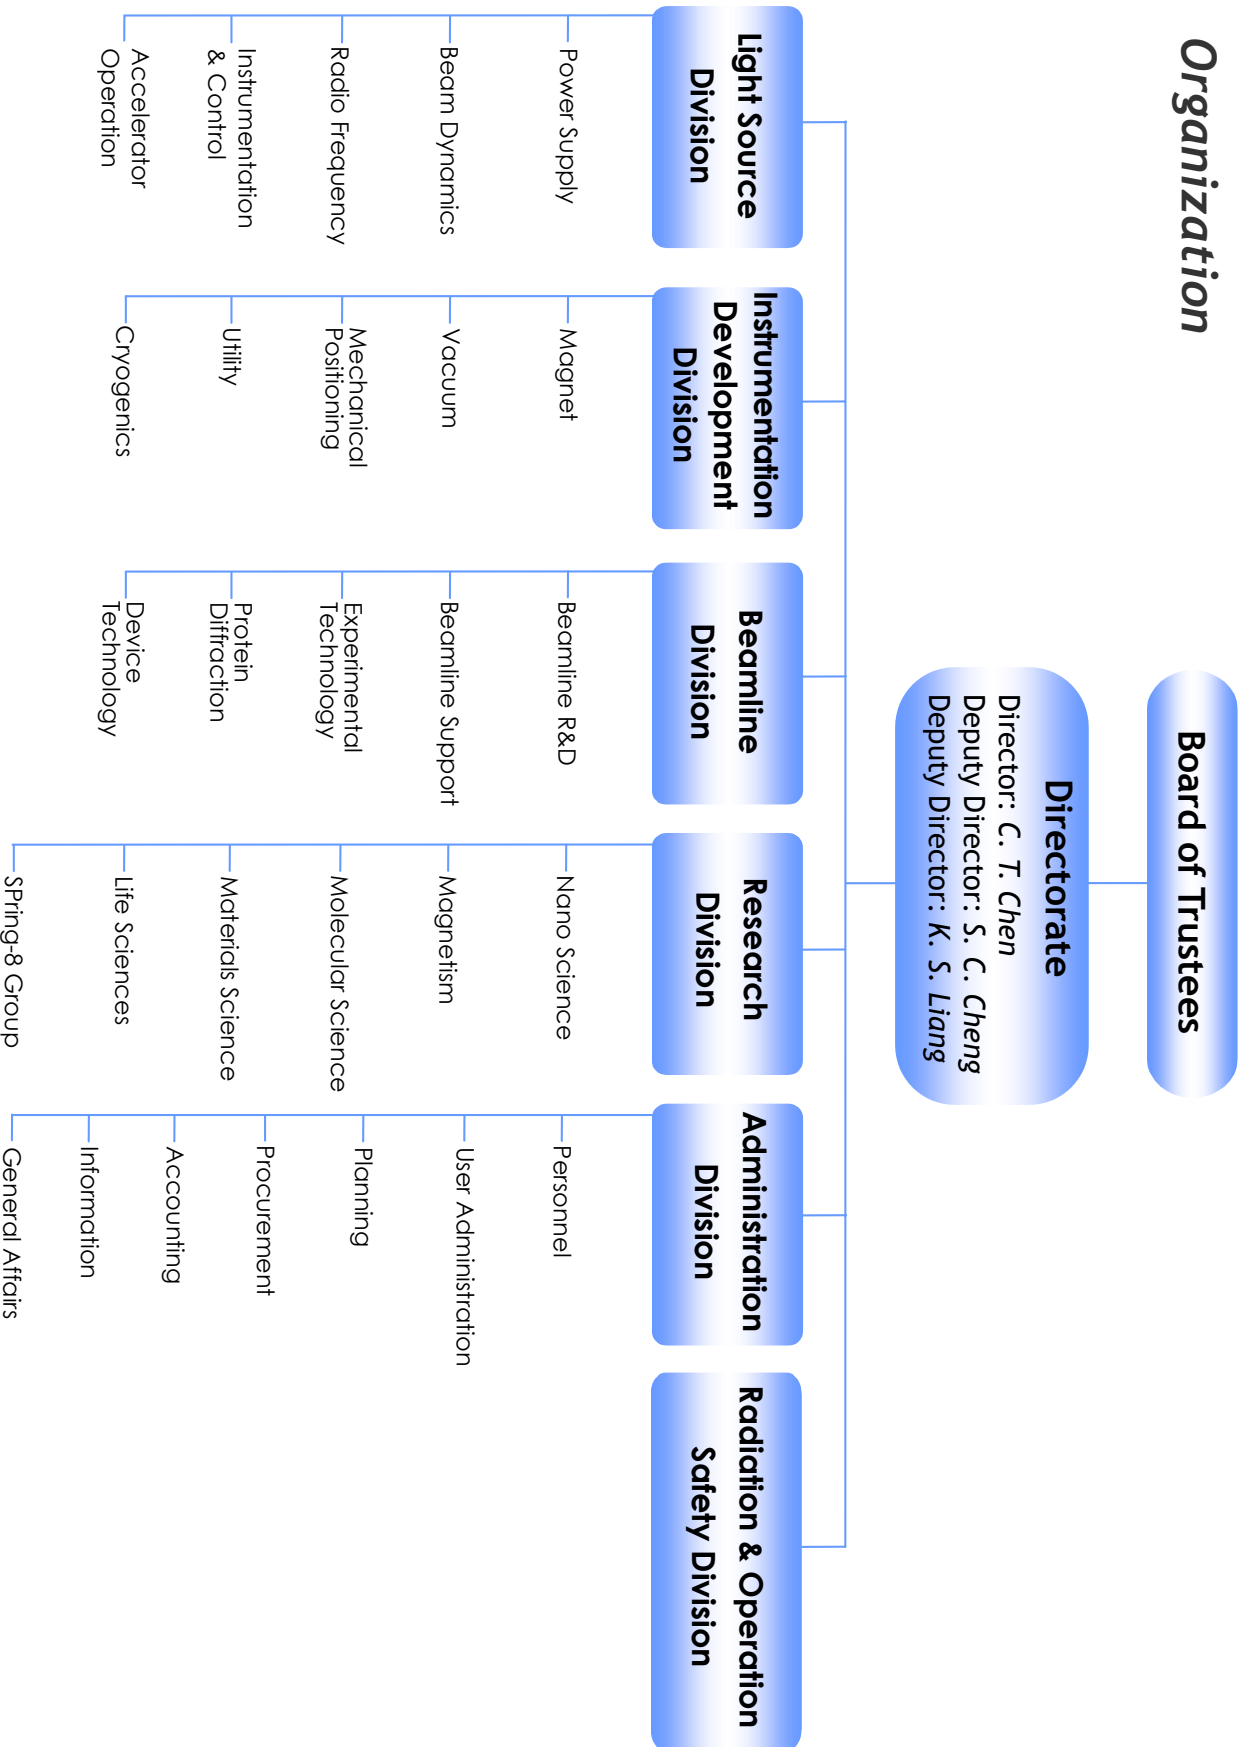 Organization
Board of Trustees
Directorate
Director: C. T. Chen
Deputy Director: S. C. Cheng
Deputy Director: K. S. Liang
Light Source
Division
Power Supply
Beam Dynamics
Radio Frequency
Instrumentation
& Control
Accelerator
Operation
Instrumentation
Development
Division
Magnet
Vacuum
Mechanical
Positioning
Utility
Cryogenics
Beamline
Division
Beamline R&D
Beamline Support
Experimental
Technology
Protein
Diffraction
Device
Technology
Research
Division
Nano Science
Magnetism
Molecular Science
Materials Science
Life Sciences
SPring-8 Group
Administration
Division
Personnel
User Administration
Planning
Procurement
Accounting
Information
General Affairs
Radiation & Operation
Safety Division